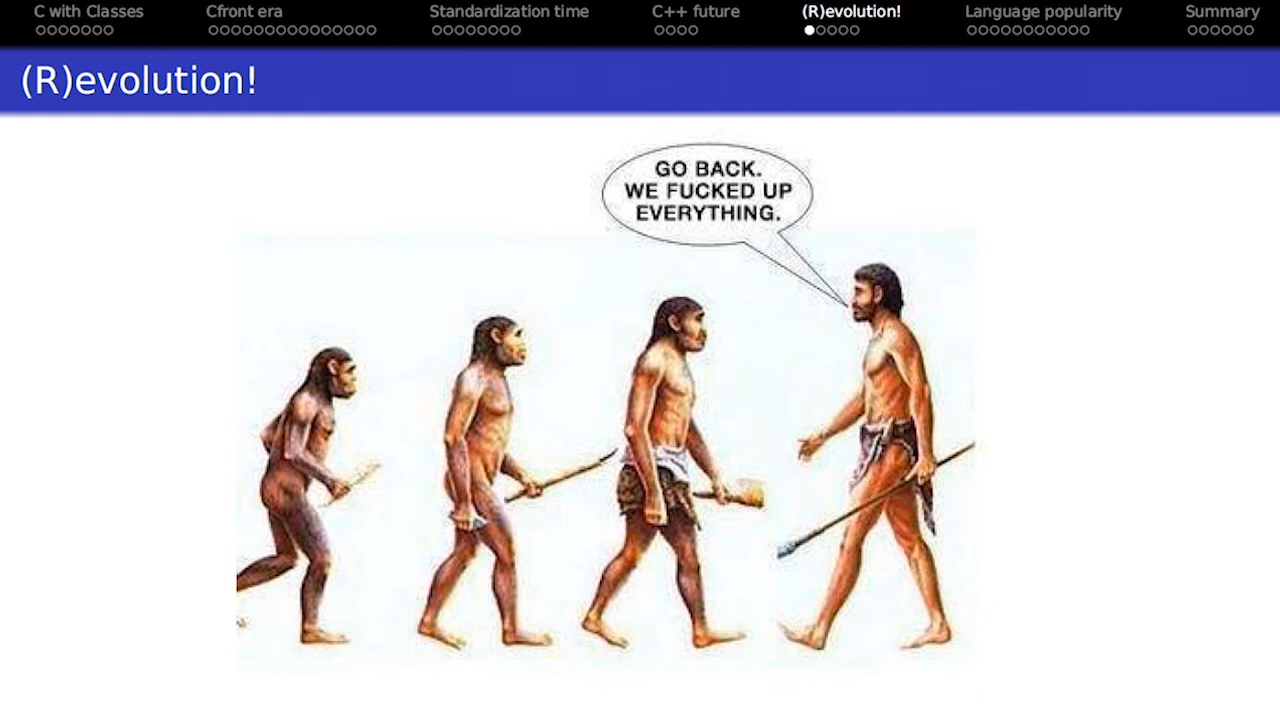 C with Classes
Cfront era
Standardization time
C++ future
(R)evolution!
Language popularity
Summary
(R)evolution!
GO BACK.
WE FUCKED UP
EVERYTHING.